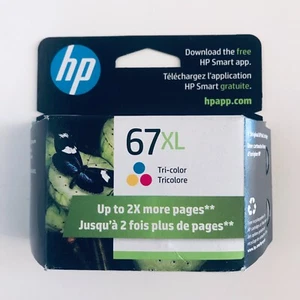 hp
Download the free
HP Smart app.
Téléchargez l'application
HP Smart gratuite.
hpapp.com
67XL
Tri-color
Tricolore
Up to 2X more pages**
Jusqu'à 2 fois plus de pages**